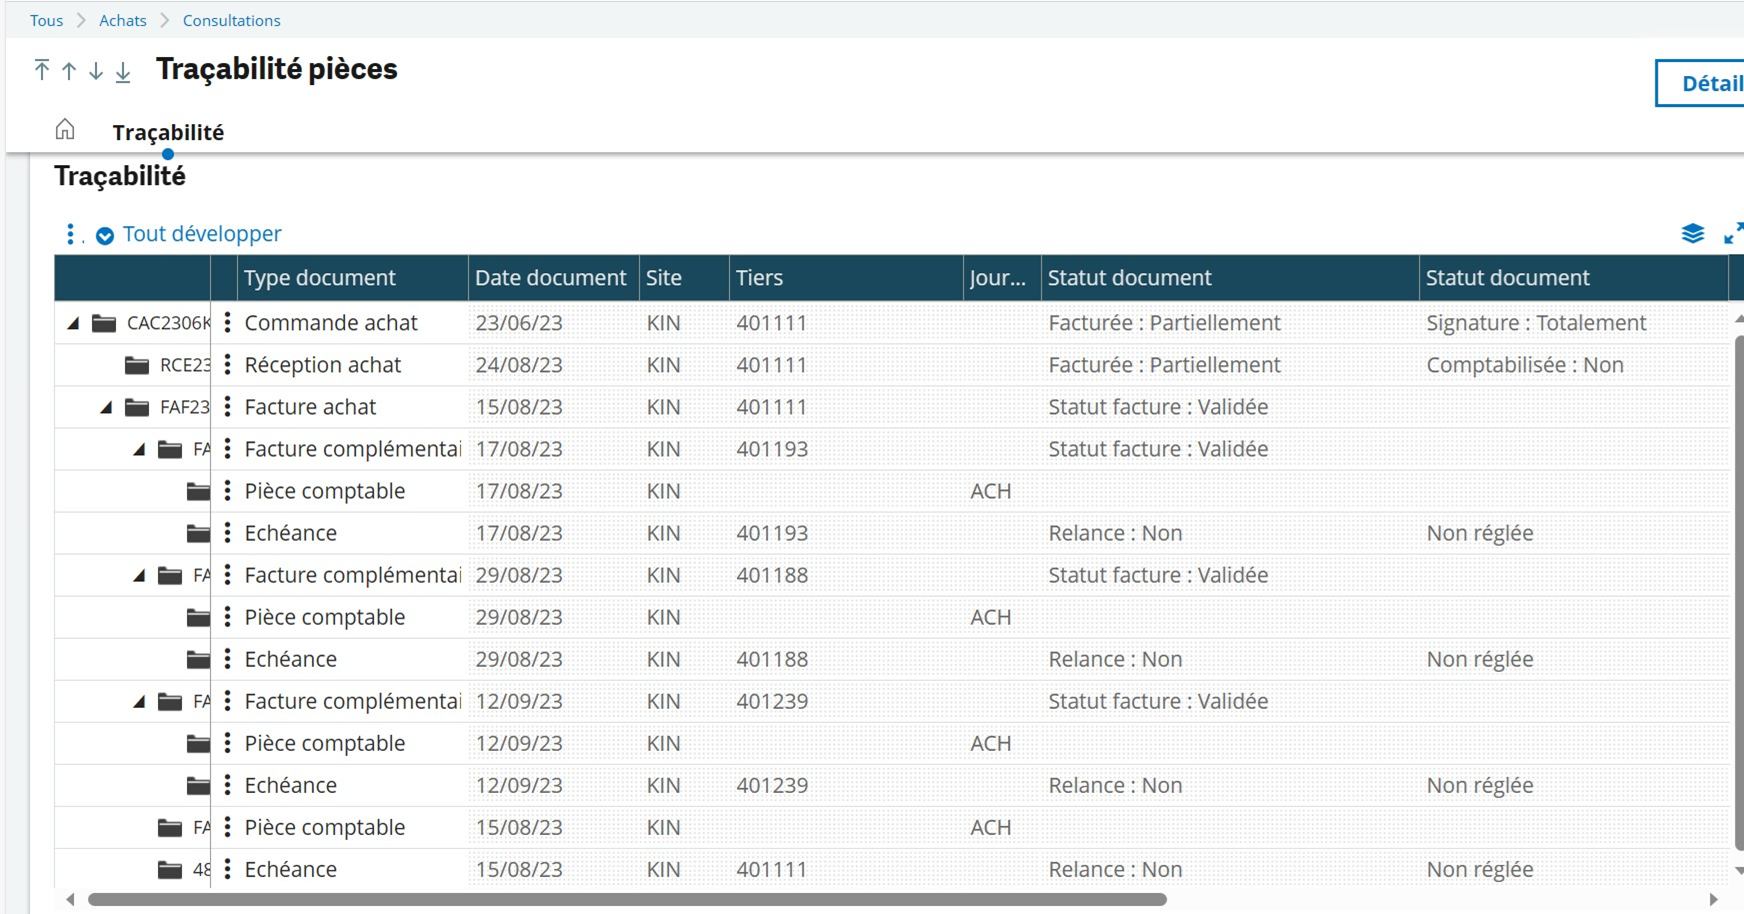 Tous Achats Consultations
Traçabilité pièces
Détail
Traçabilité
Traçabilité
Tout développer
Type document Date document Site Tiers Jour... Statut document Statut document
CAC2306K Commande achat 23/06/23 KIN 401111 Facturée : Partiellement Signature : Totalement
RCE23 Réception achat 24/08/23 KIN 401111 Facturée : Partiellement Comptabilisée : Non
FAF23 Facture achat 15/08/23 KIN 401111 Statut facture : Validée
FA Facture complémentai 17/08/23 KIN 401193 Statut facture : Validée
Pièce comptable 17/08/23 KIN ACH
Echéance 17/08/23 KIN 401193 Relance : Non Non réglée
FA Facture complémentai 29/08/23 KIN 401188 Statut facture : Validée
Pièce comptable 29/08/23 KIN ACH
Echéance 29/08/23 KIN 401188 Relance : Non Non réglée
FA Facture complémentai 12/09/23 KIN 401239 Statut facture : Validée
Pièce comptable 12/09/23 KIN ACH
Echéance 12/09/23 KIN 401239 Relance : Non Non réglée
FA Pièce comptable 15/08/23 KIN ACH
48 Echéance 15/08/23 KIN 401111 Relance : Non Non réglée